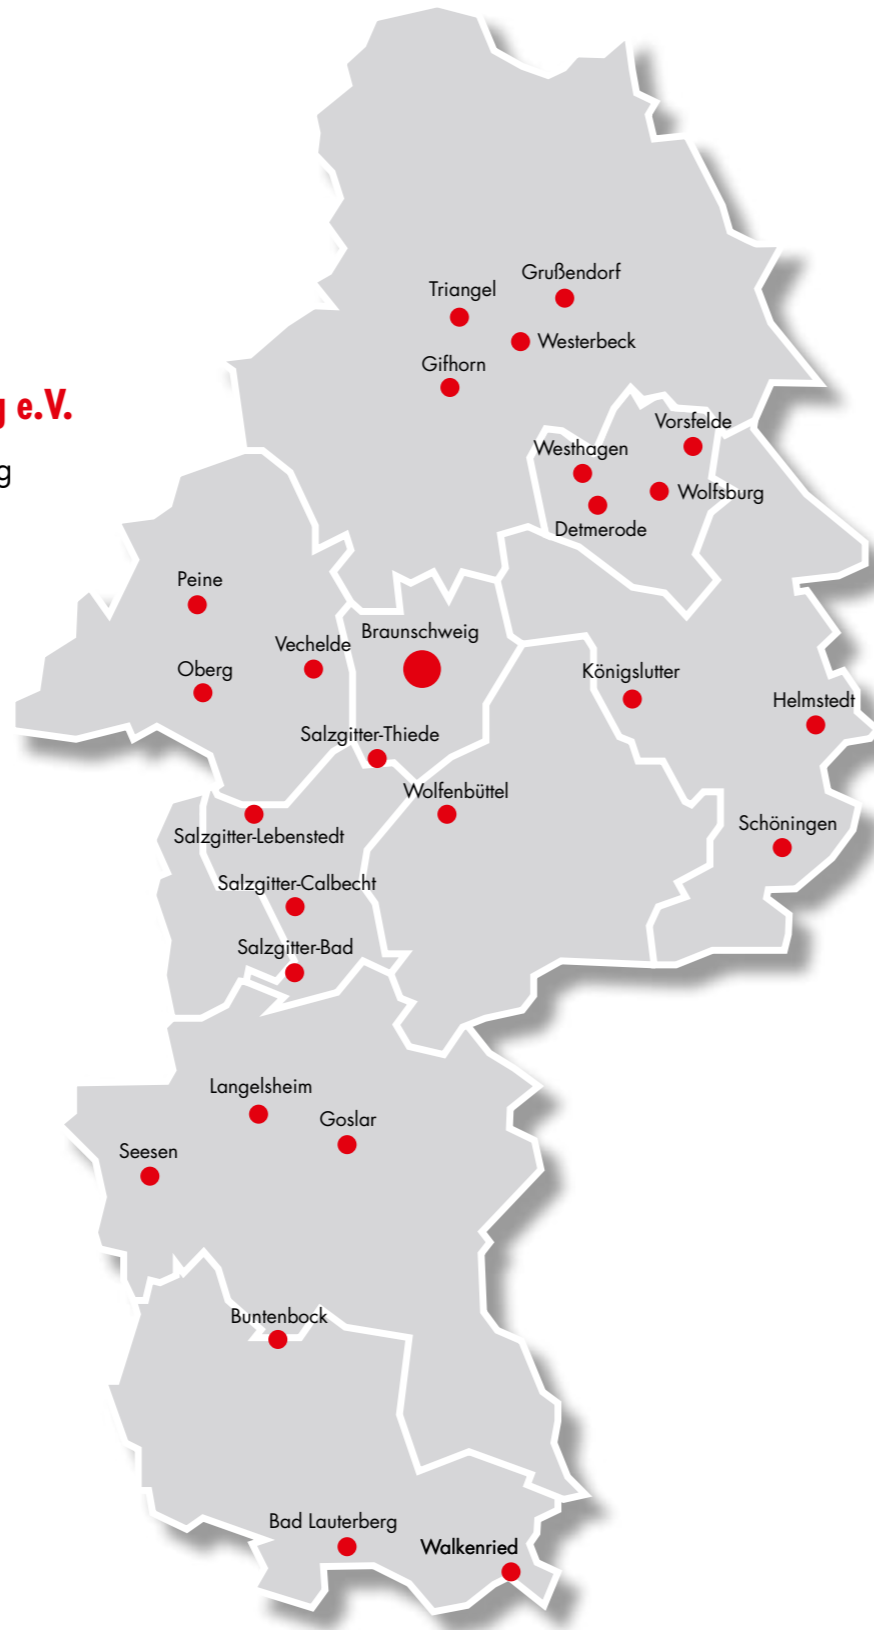 Grußendorf
Triangel
Westerbeck
Gifhorn
g e.V.
Vorsfelde
Westhagen
g
Wolfsburg
Detmerode
Peine
Braunschweig
Vechelde
Oberg
Königslutter
Helmstedt
Salzgitter-Thiede
Wolfenbüttel
Schöningen
Salzgitter-Lebenstedt
Salzgitter-Calbecht
Salzgitter-Bad
Langelsheim
Goslar
Seesen
Buntenbock
Bad Lauterberg
Walkenried